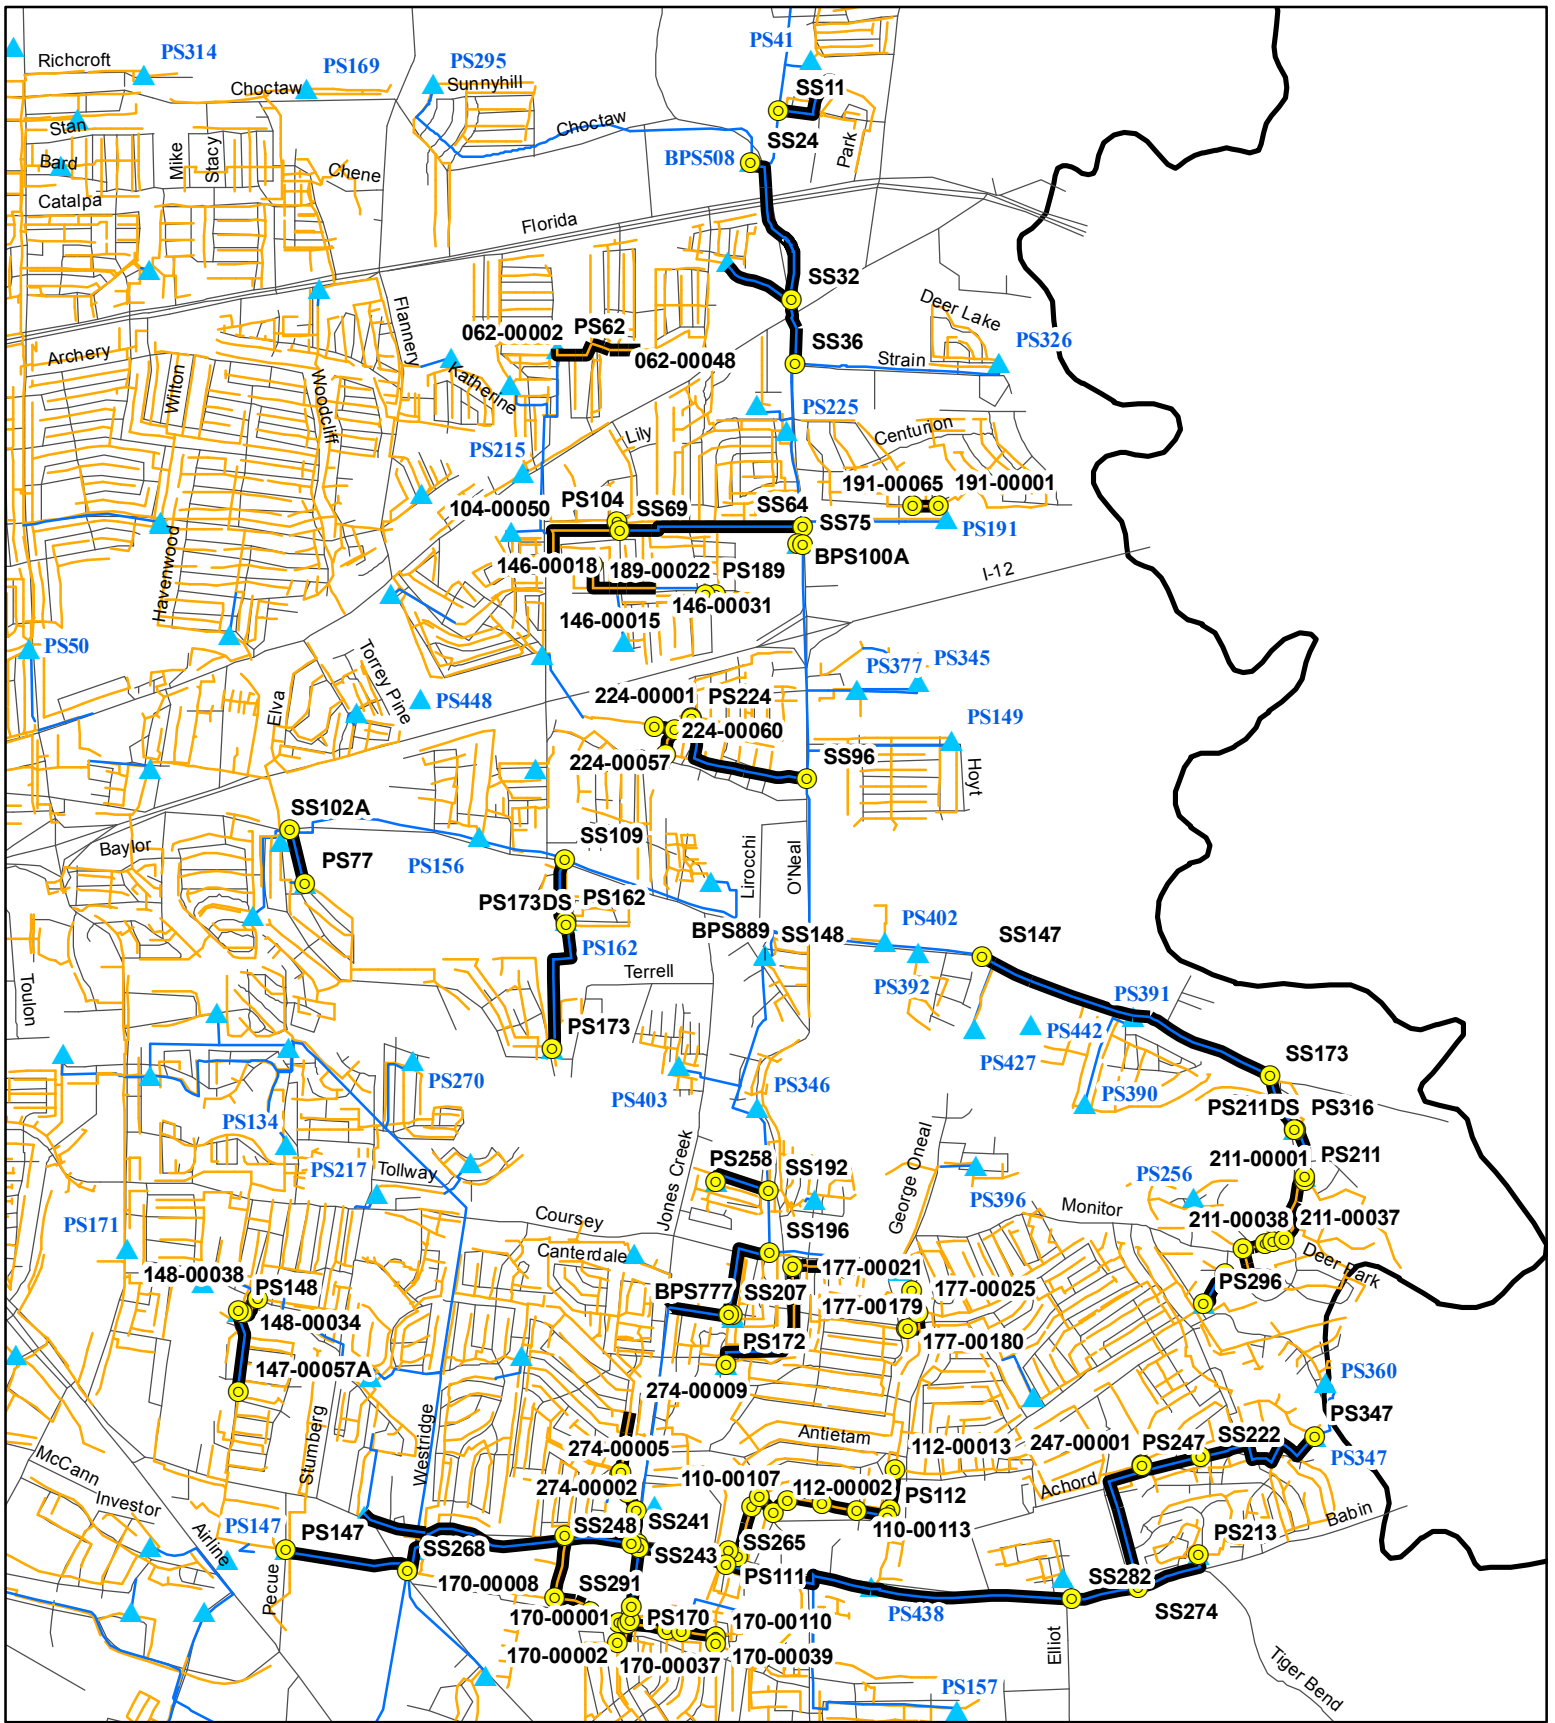 PS41
Richcroft
PS314
PS169
PS295
Sunnyhill
Choctaw
SS11
Stan
Choctaw
SS24
Park
Mike
Stacy
Bard
Chene
BPS508
Catalpa
Florida
SS32
Deer Lake
Flannery
062-00002
PS62
SS36
PS326
Archery
062-00048
Strain
Katherine
Wilton
Woodcliff
PS225
Lily
Centurion
PS215
191-00065
191-00001
104-00050
PS104
SS69
SS64
SS75
PS191
Havenwood
BPS100A
146-00018
189-00022
PS189
I-12
146-00031
146-00015
PS50
Torrey Pine
PS377
PS345
Elva
PS448
224-00001
PS224
224-00060
PS149
224-00057
SS96
Hoyt
SS102A
Baylor
PS77
PS156
SS109
Lirocchi
O'Neal
PS173DS
PS162
PS402
BPS889
SS148
SS147
PS162
Toulon
Terrell
PS392
PS391
PS173
PS442
PS427
SS173
PS270
PS403
PS346
PS390
PS134
PS211DS
PS316
PS217
Tollway
Jones Creek
PS258
SS192
George Oneal
211-00001
PS211
PS396
PS256
PS171
Coursey
Monitor
Canterdale
SS196
211-00038
211-00037
Deer Park
148-00038
PS148
177-00021
BPS777
SS207
177-00025
PS296
148-00034
177-00179
PS172
177-00180
147-00057A
274-00009
PS360
Stumberg
Westridge
Antietam
PS347
274-00005
112-00013
247-00001
PS247
SS222
McCann
274-00002
110-00107
112-00002
Achord
PS347
Investor
PS112
Airline
PS147
PS147
SS248
SS241
110-00113
PS213
Babin
SS268
SS243
SS265
Pecue
170-00008
SS291
PS111
SS282
170-00001
PS170
170-00110
PS438
SS274
170-00002
170-00037
170-00039
Elliot
PS157
Tiger Bend